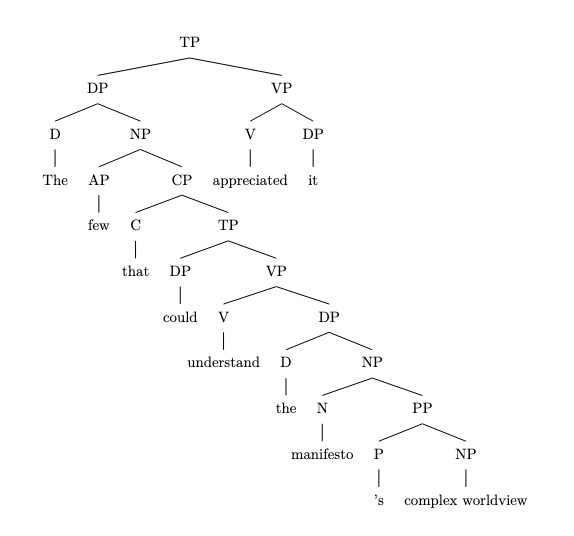 TP
DP VP
D NP V DP
The AP CP appreciated it
few C TP
that DP VP
could V DP
understand D NP
the N PP
manifesto P NP
's complex worldview